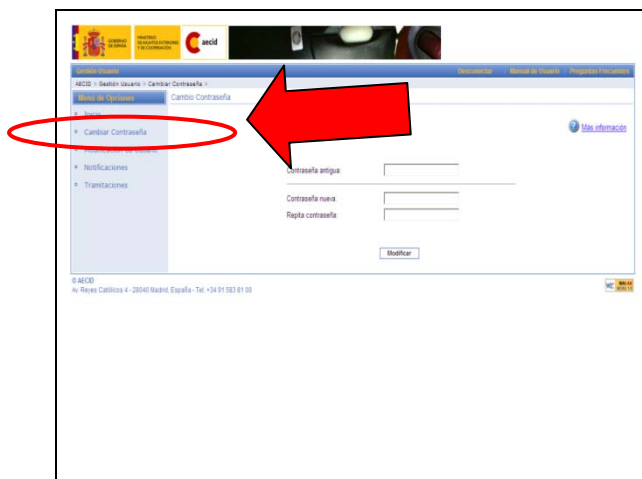 GOBIERNO DE ESPAÑA
MINISTERIO DE ASUNTOS EXTERIORES Y DE COOPERACIÓN
aecid
Gestión Usuario
Desconectar
Manual de Usuario
Preguntas Frecuentes
AECID > Gestión Usuario > Cambiar Contraseña >
Menú de Opciones
Cambio Contraseña
Inicio
Más información
Cambiar Contraseña
Contraseña antigua:
Notificaciones
Tramitaciones
Contraseña nueva:
Repita contraseña:
Modificar
© AECID
Av. Reyes Católicos 4 - 28040 Madrid, España - Tel. +34 91 583 81 00
W3C